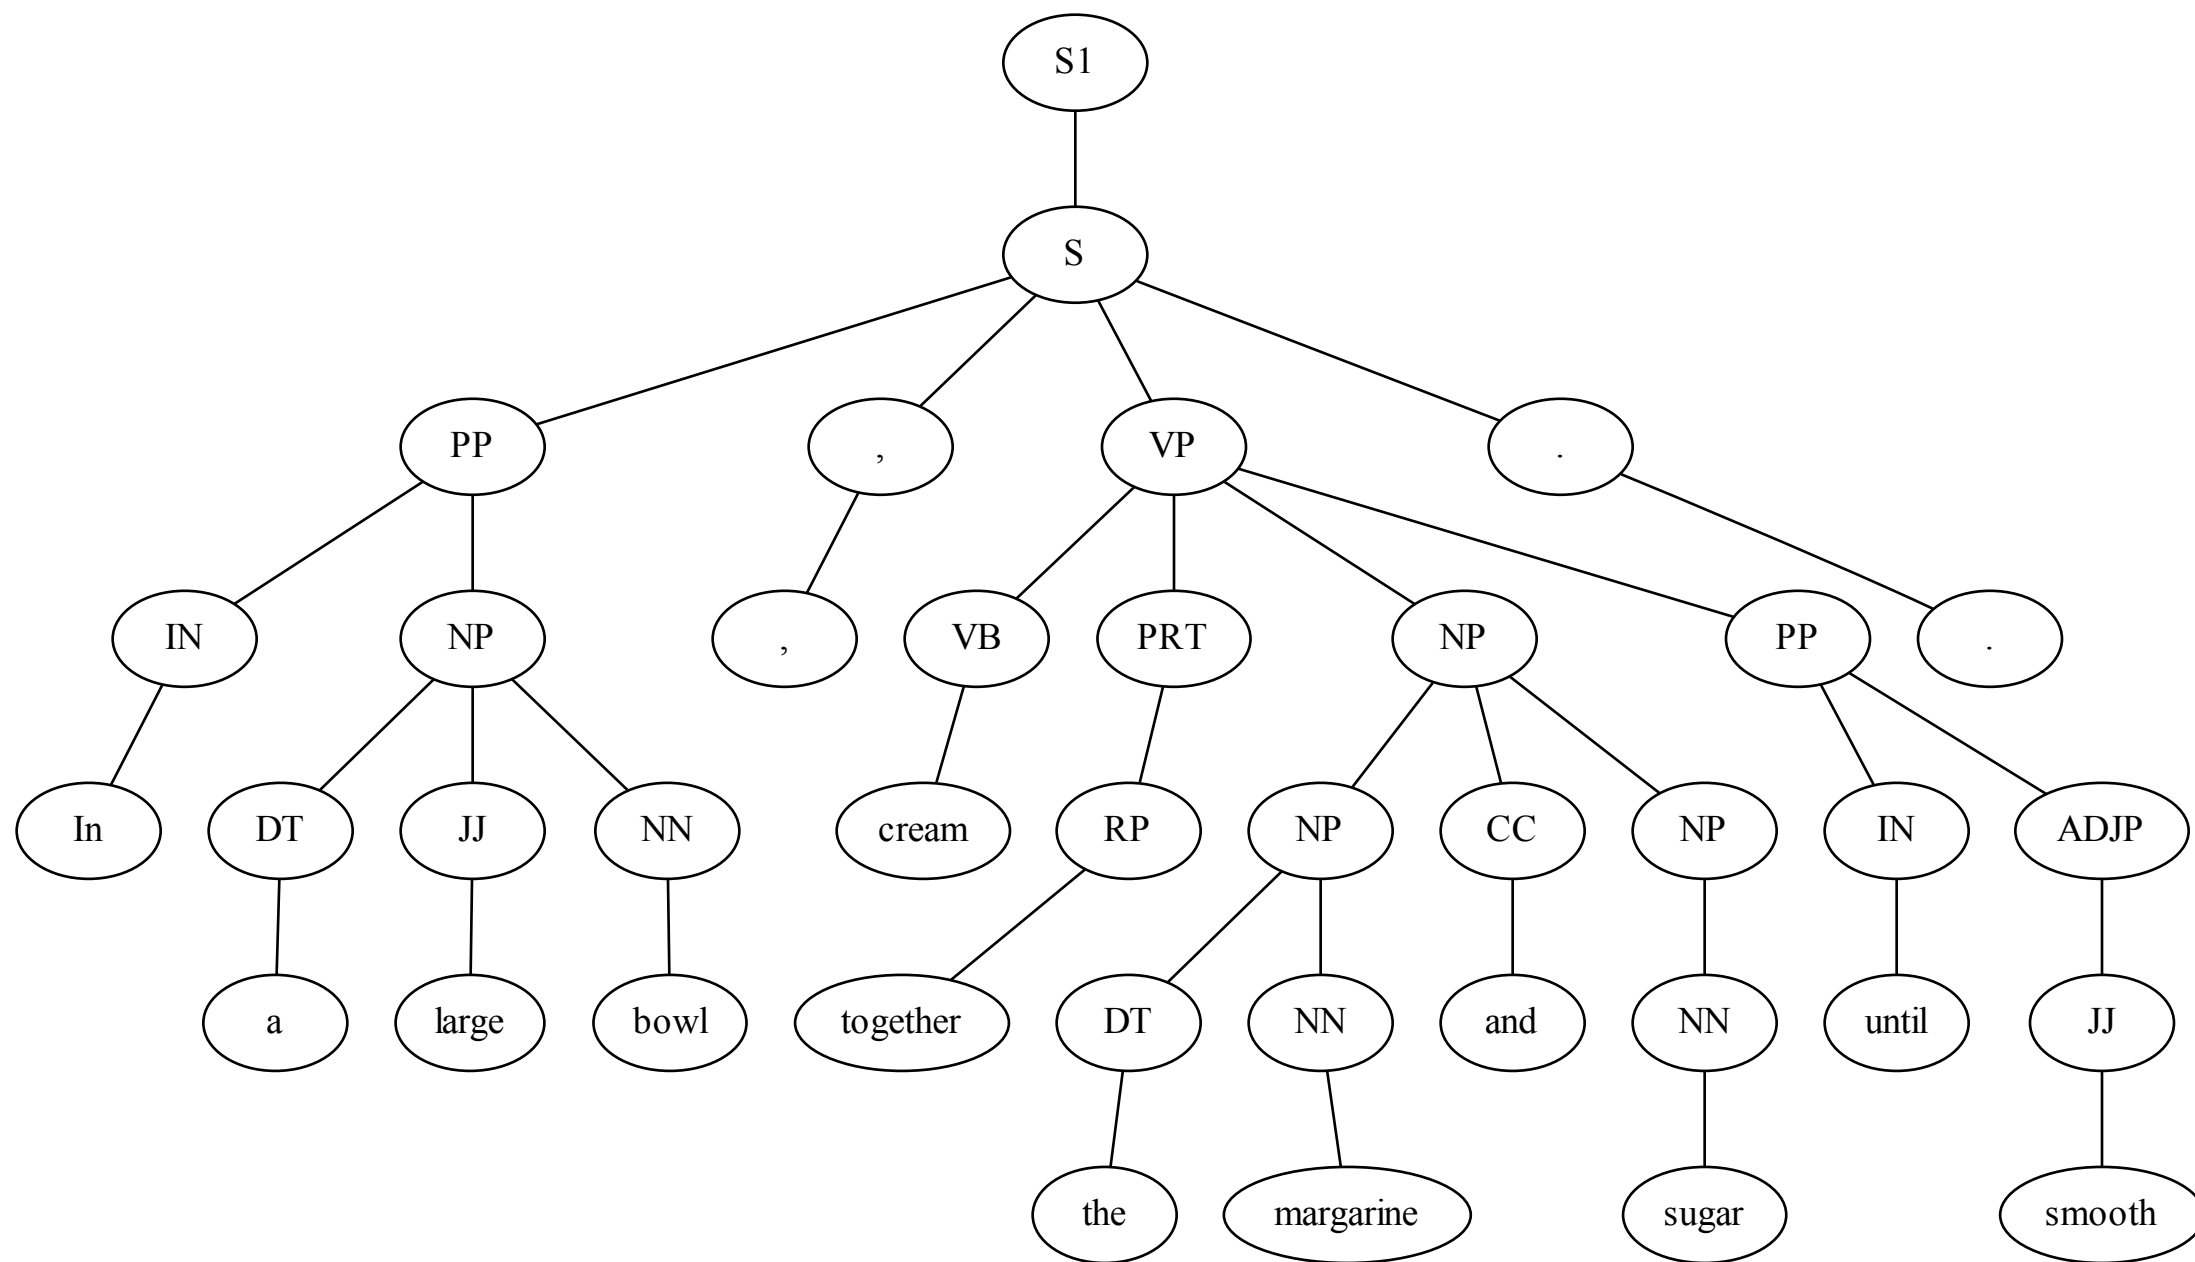 S1
S
PP , VP .
IN NP , VB PRT NP PP .
In DT JJ NN cream RP NP CC NP IN ADJP
a large bowl together DT NN and NN until JJ
the margarine sugar smooth